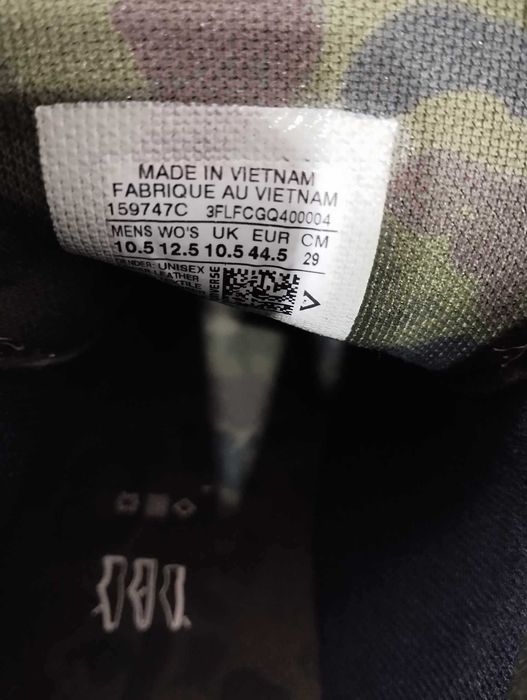 MADE IN VIETNAM
FABRIQUE AU VIETNAM
159747C 3FLFCGQ400004
MENS WO'S UK EUR CM
10.5 12.5 10.5 44.5 29
GENDER: UNISEX